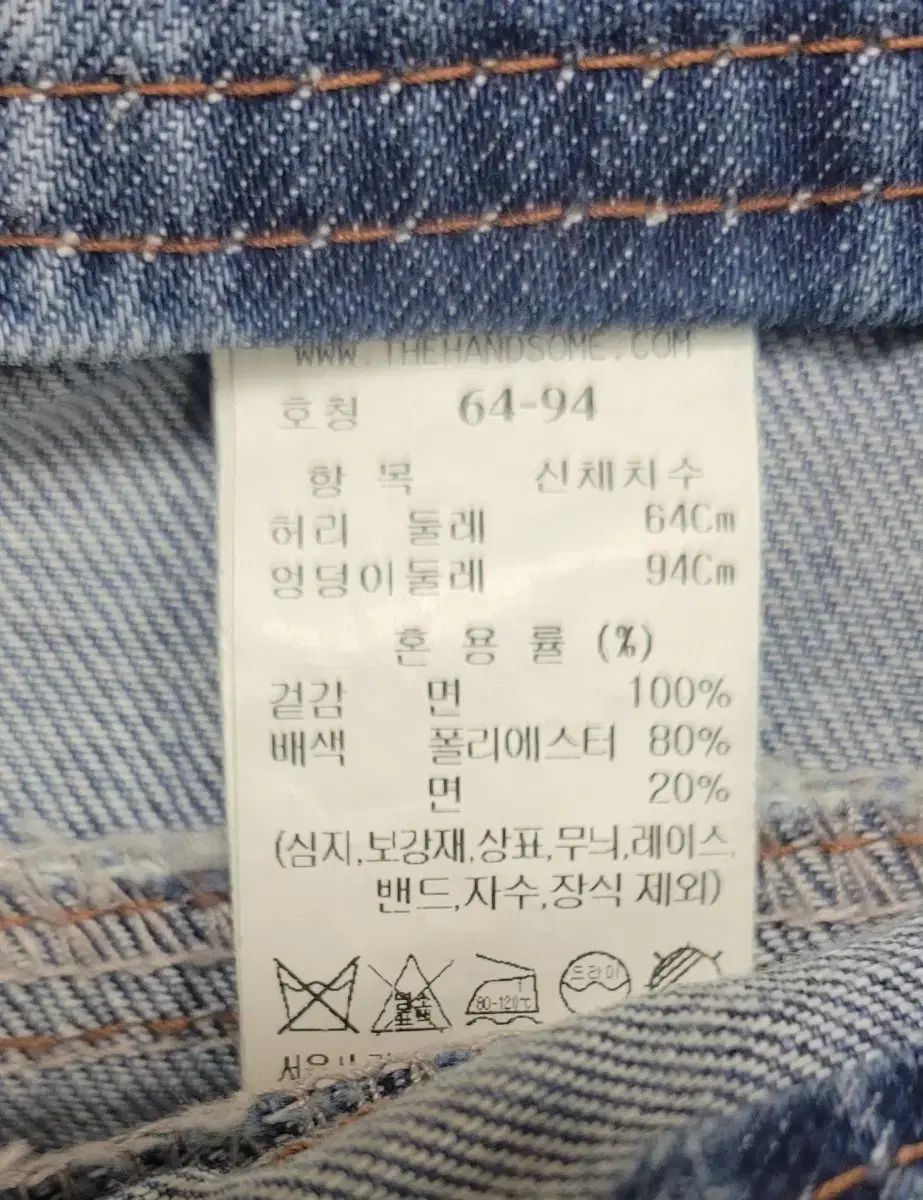 WWW.THEHANDSOME.COM
호칭 64-94
항 목 신체치수
허리 둘레 64Cm
엉덩이둘레 94Cm
혼 용 률 (%)
겉감 면 100%
배색 폴리에스터 80%
면 20%
(심지,보강재,상표,무늬,레이스,
밴드,자수,장식 제외)
80-120℃ 드라이